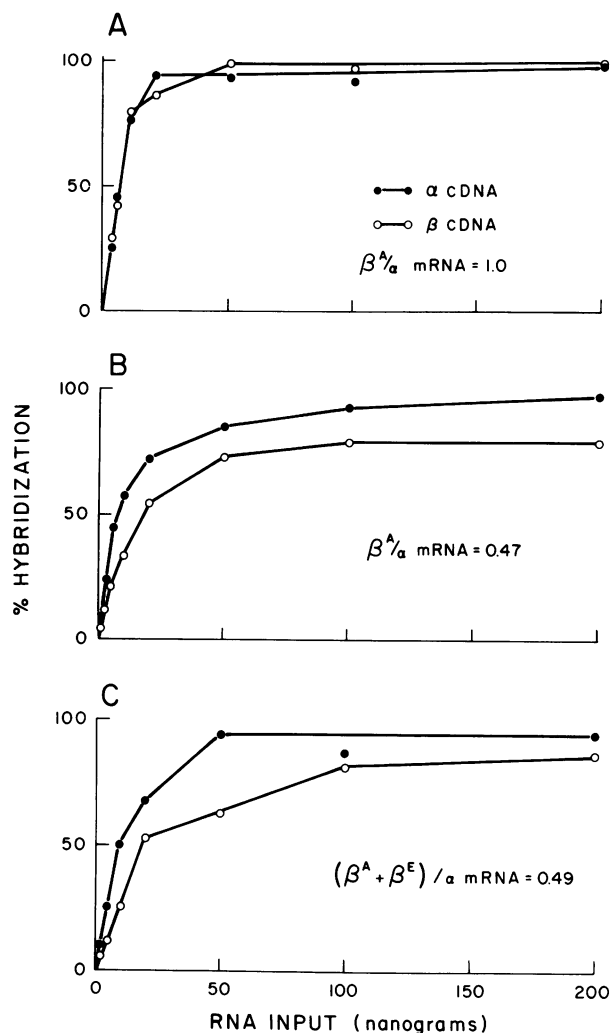 A
100
50
0
α cDNA
β cDNA
β^A/α mRNA = 1.0
B
100
50
0
β^A/α mRNA = 0.47
C
100
50
0
(β^A + β^E)/α mRNA = 0.49
0 50 100 150 200
% HYBRIDIZATION
RNA INPUT (nanograms)